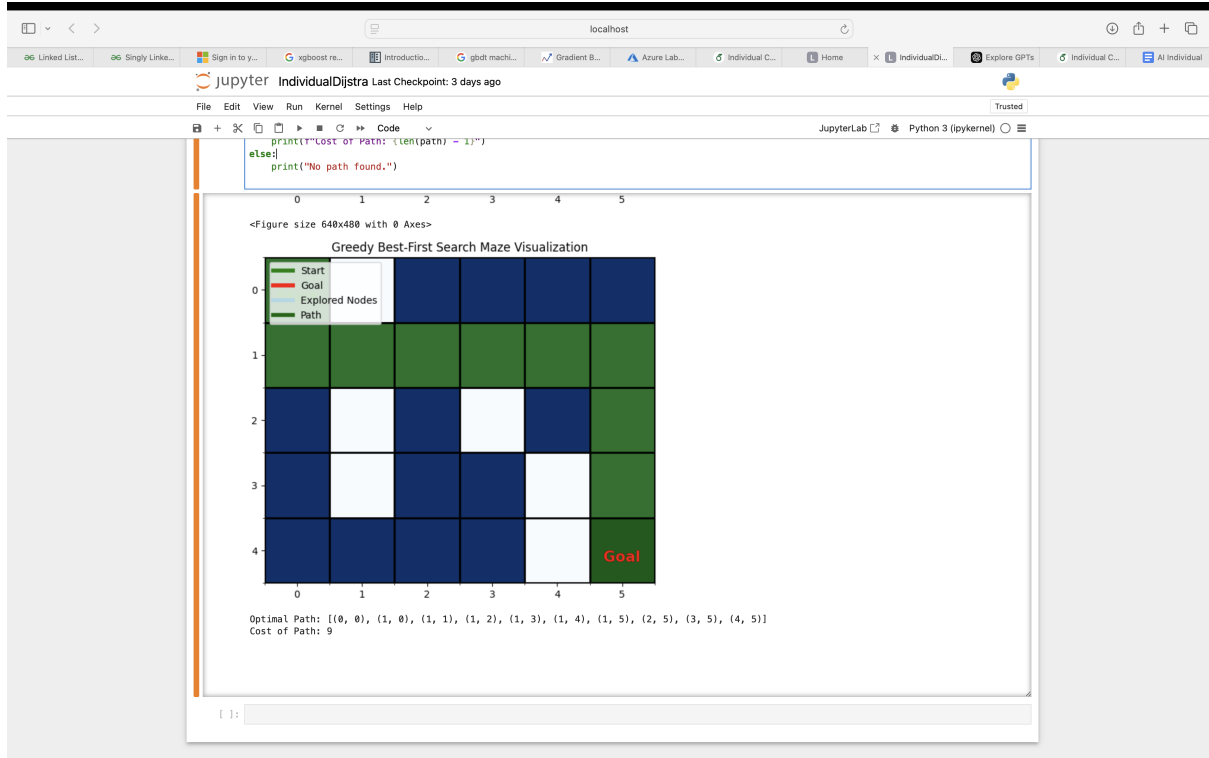 localhost
Linked List...
Singly Linke...
Sign in to y...
xgboost re...
Introductio...
gbdt machi...
Gradient B...
Azure Lab...
Individual C...
Home
IndividualDi...
Explore GPTs
Individual C...
AI Individual
jupyter IndividualDijstra Last Checkpoint: 3 days ago
File Edit View Run Kernel Settings Help
Trusted
Code
JupyterLab
Python 3 (ipykernel)
print(f"Cost of Path: {len(path) - 1}")
else:
print("No path found.")
0 1 2 3 4 5
<Figure size 640x480 with 0 Axes>
Greedy Best-First Search Maze Visualization
Start
Goal
Explored Nodes
Path
0
1
2
3
4
Goal
0 1 2 3 4 5
Optimal Path: [(0, 0), (1, 0), (1, 1), (1, 2), (1, 3), (1, 4), (1, 5), (2, 5), (3, 5), (4, 5)]
Cost of Path: 9
[ ]: